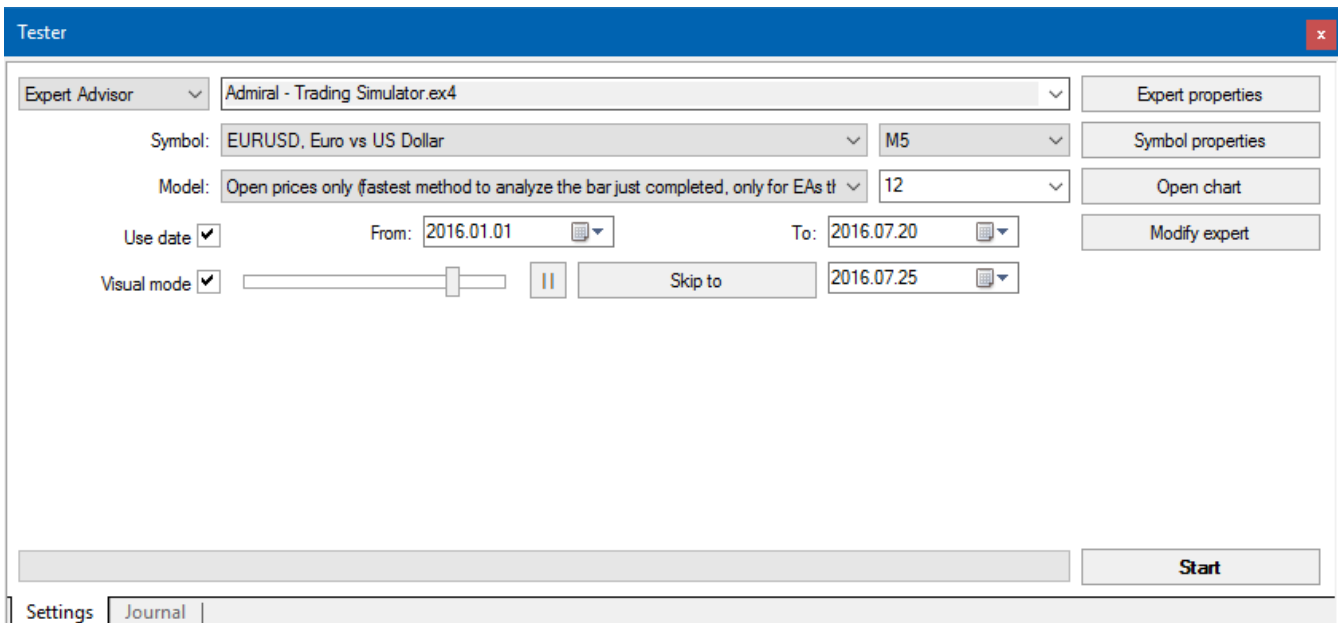 Tester
x
Expert Advisor Admiral - Trading Simulator.ex4 Expert properties
Symbol: EURUSD, Euro vs US Dollar M5 Symbol properties
Model: Open prices only (fastest method to analyze the bar just completed, only for EAs 12 Open chart
Use date From: 2016.01.01 To: 2016.07.20 Modify expert
Visual mode Skip to 2016.07.25
Start
Settings Journal